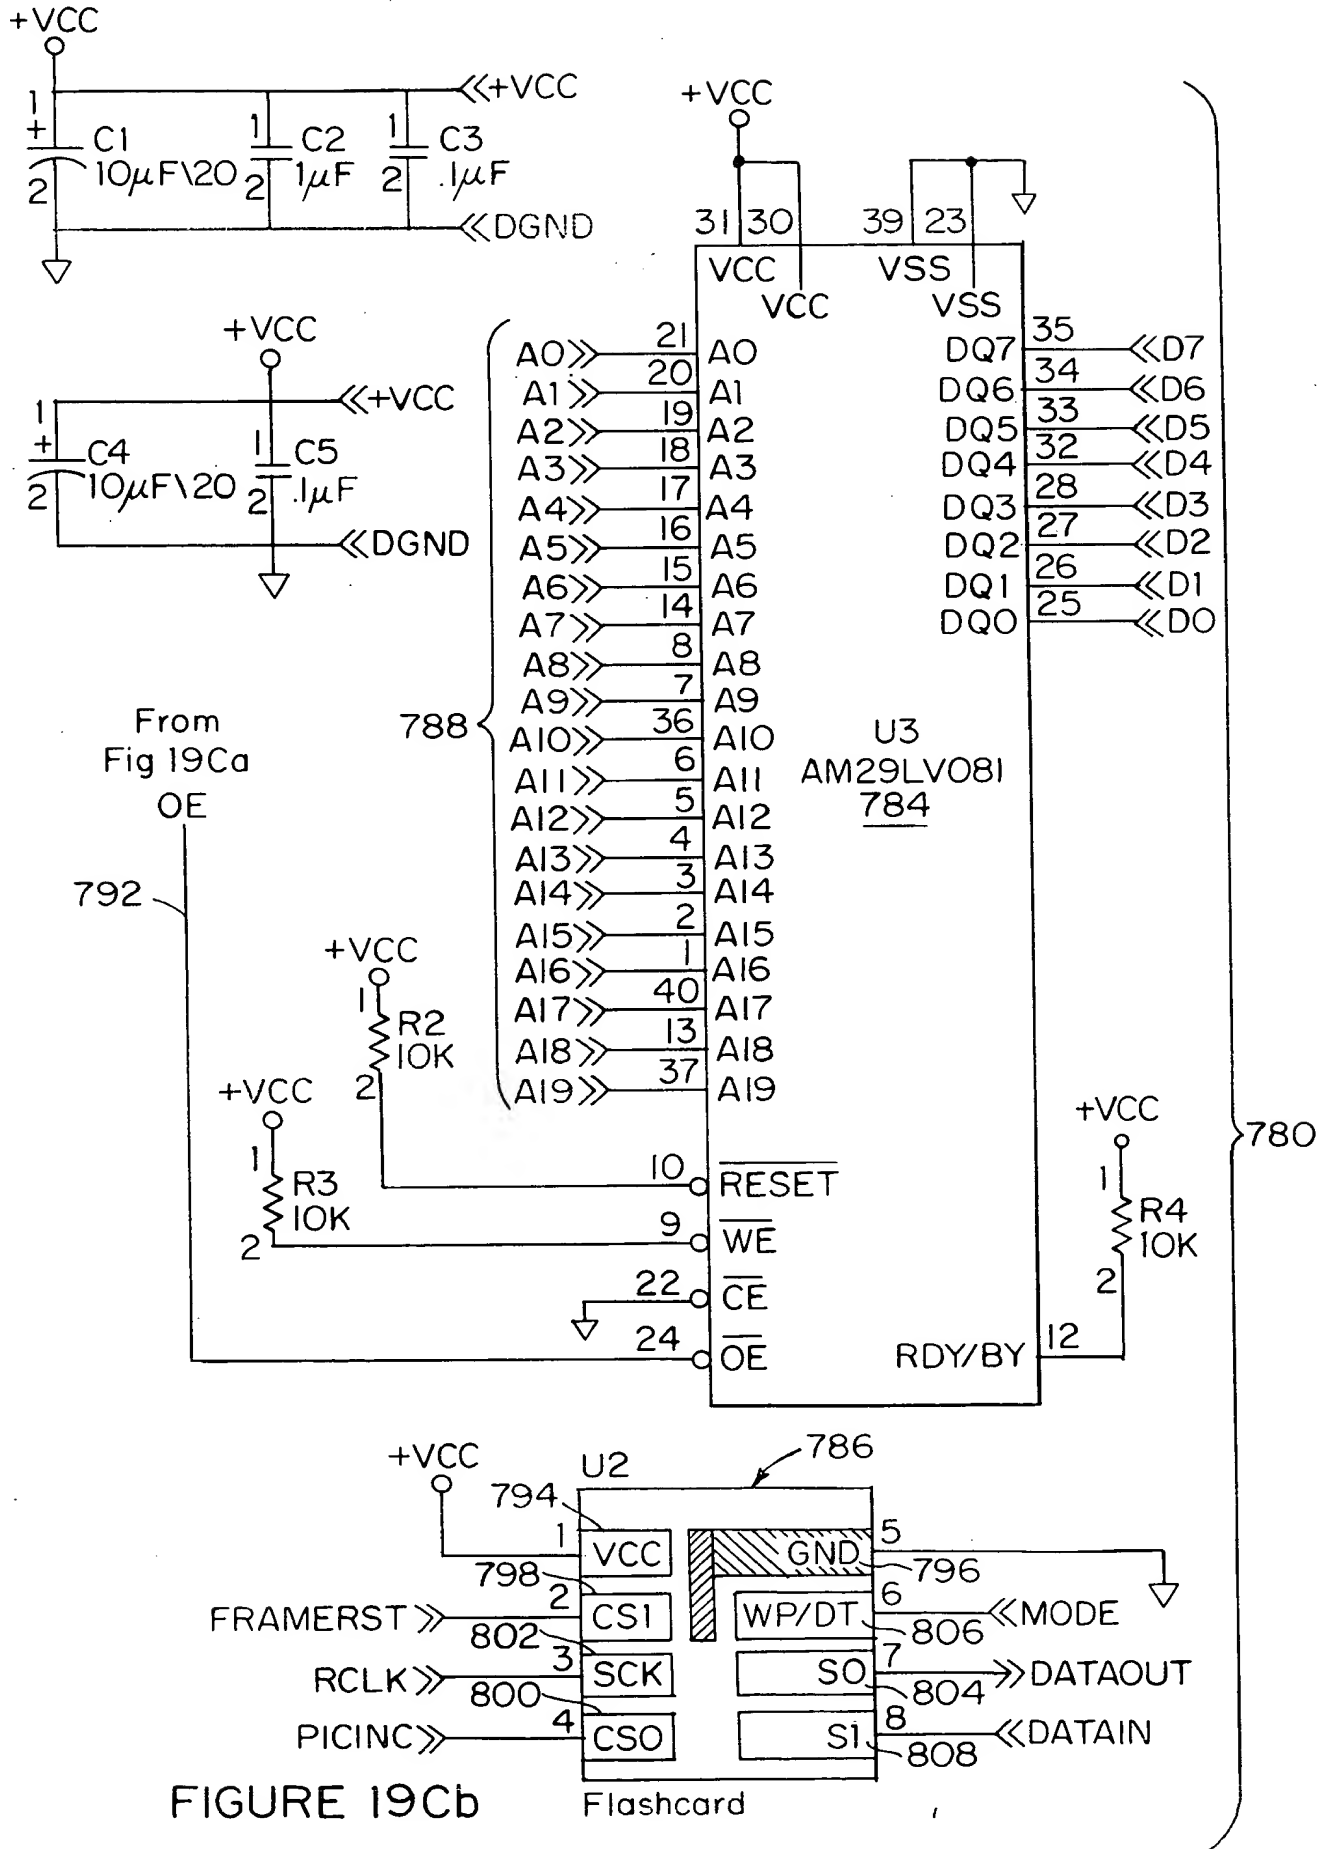 +VCC
1
+
C1
10μF\20
2
1
C2
1μF
2
1
C3
.1μF
2
<<+VCC
<<DGND
+VCC
1
+
C4
10μF\20
2
1
C5
.1μF
2
<<+VCC
<<DGND
+VCC
31 30
39 23
VCC
VCC
VSS
VSS
A0>> 21 A0
A1>> 20 A1
A2>> 19 A2
A3>> 18 A3
A4>> 17 A4
A5>> 16 A5
A6>> 15 A6
A7>> 14 A7
A8>> 8 A8
A9>> 7 A9
A10>> 36 A10
A11>> 6 A11
A12>> 5 A12
A13>> 4 A13
A14>> 3 A14
A15>> 2 A15
A16>> 1 A16
A17>> 40 A17
A18>> 13 A18
A19>> 37 A19
788
DQ7 35 <<D7
DQ6 34 <<D6
DQ5 33 <<D5
DQ4 32 <<D4
DQ3 28 <<D3
DQ2 27 <<D2
DQ1 26 <<D1
DQ0 25 <<D0
U3
AM29LV081
784
From
Fig 19Ca
OE
792
+VCC
1
R2
10K
2
+VCC
1
R3
10K
2
10 RESET
9 WE
22 CE
24 OE
+VCC
1
R4
10K
2
RDY/BY 12
780
+VCC
U2
786
794
1 VCC
798
FRAMERST>> 2 CS1
802
RCLK>> 3 SCK
800
PICINC>> 4 CS0
GND 5
796
WP/DT 6 <<MODE
806
SO 7 >>DATAOUT
804
S1 8 <<DATAIN
808
Flashcard
FIGURE 19Cb